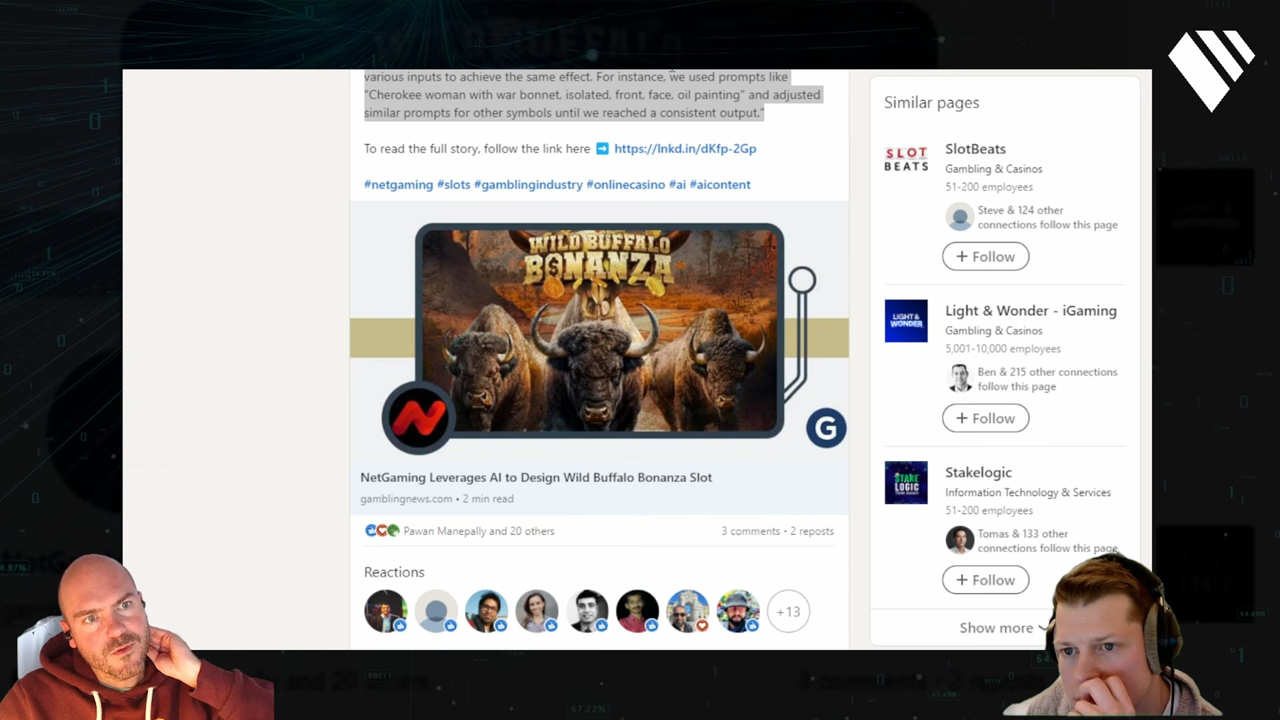 various inputs to achieve the same effect. For instance, we used prompts like
"Cherokee woman with war bonnet, isolated, front, face, oil painting" and adjusted
similar prompts for other symbols until we reached a consistent output."
To read the full story, follow the link here ➡ https://lnkd.in/dKfp-2Gp
#netgaming #slots #gamblingindustry #onlinecasino #ai #aicontent
WILD BUFFALO
BONANZA
N
G
NetGaming Leverages AI to Design Wild Buffalo Bonanza Slot
gamblingnews.com • 2 min read
Pawan Manepally and 20 others
3 comments • 2 reposts
Reactions
+13
Similar pages
SLOT
BEATS
SlotBeats
Gambling & Casinos
51-200 employees
Steve & 124 other
connections follow this page
+ Follow
LIGHT &
WONDER
Light & Wonder - iGaming
Gambling & Casinos
5,001-10,000 employees
Ben & 215 other connections
follow this page
+ Follow
STAKE
LOGIC
Stakelogic
Information Technology & Services
51-200 employees
Tomas & 133 other
connections follow this page
+ Follow
Show more
67.22%